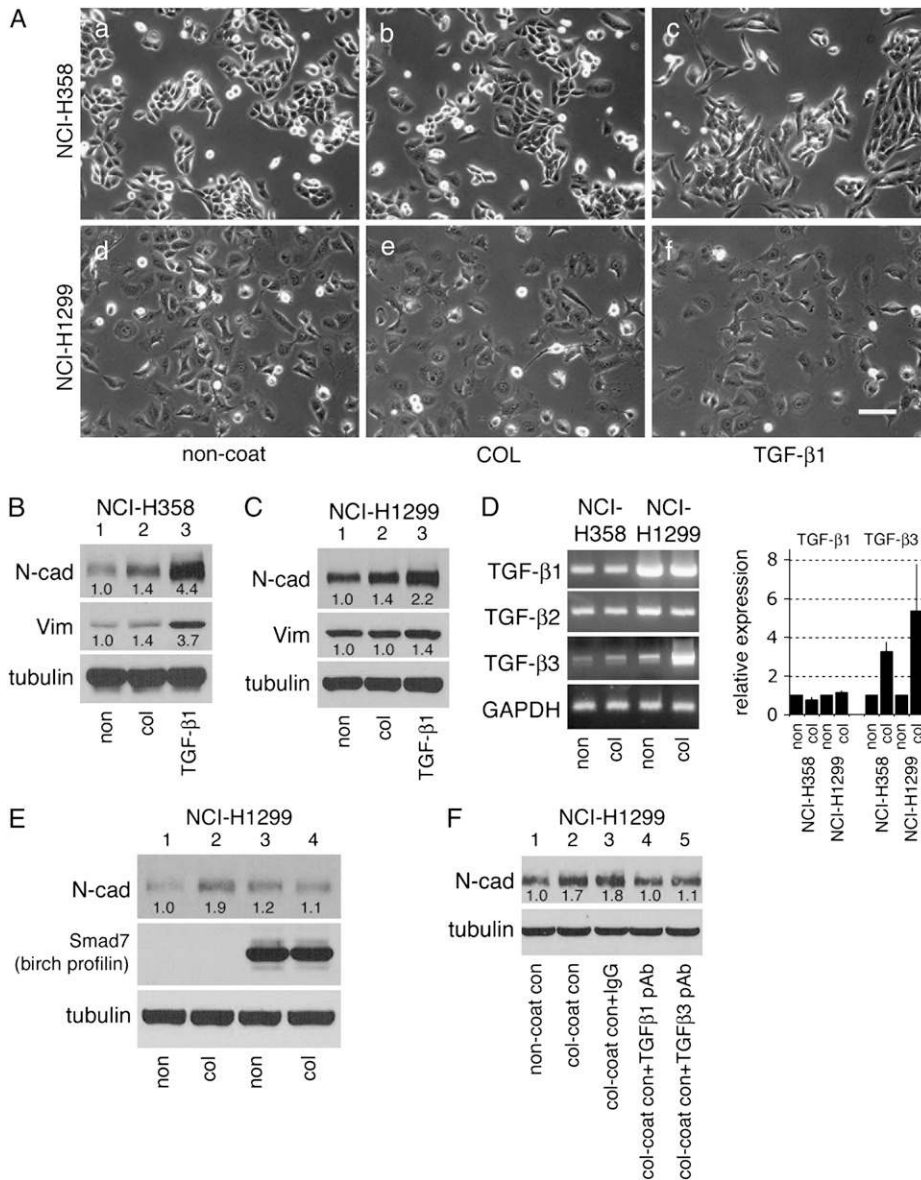 A
a
b
c
NCI-H358
d
e
f
NCI-H1299
non-coat
COL
TGF-β1
B
NCI-H358
1 2 3
N-cad
1.0 1.4 4.4
Vim
1.0 1.4 3.7
tubulin
non
col
TGF-β1
C
NCI-H1299
1 2 3
N-cad
1.0 1.4 2.2
Vim
1.0 1.0 1.4
tubulin
non
col
TGF-β1
D
NCI-
H358
NCI-
H1299
TGF-β1
TGF-β2
TGF-β3
GAPDH
non
col
non
col
TGF-β1 TGF-β3
relative expression
8
6
4
2
0
non
col
non
col
non
col
non
col
NCI-H358
NCI-H1299
NCI-H358
NCI-H1299
E
NCI-H1299
1 2 3 4
N-cad
1.0 1.9 1.2 1.1
Smad7
(birch profilin)
tubulin
non
col
non
col
F
NCI-H1299
1 2 3 4 5
N-cad
1.0 1.7 1.8 1.0 1.1
tubulin
non-coat con
col-coat con
col-coat con+IgG
col-coat con+TGFβ1 pAb
col-coat con+TGFβ3 pAb